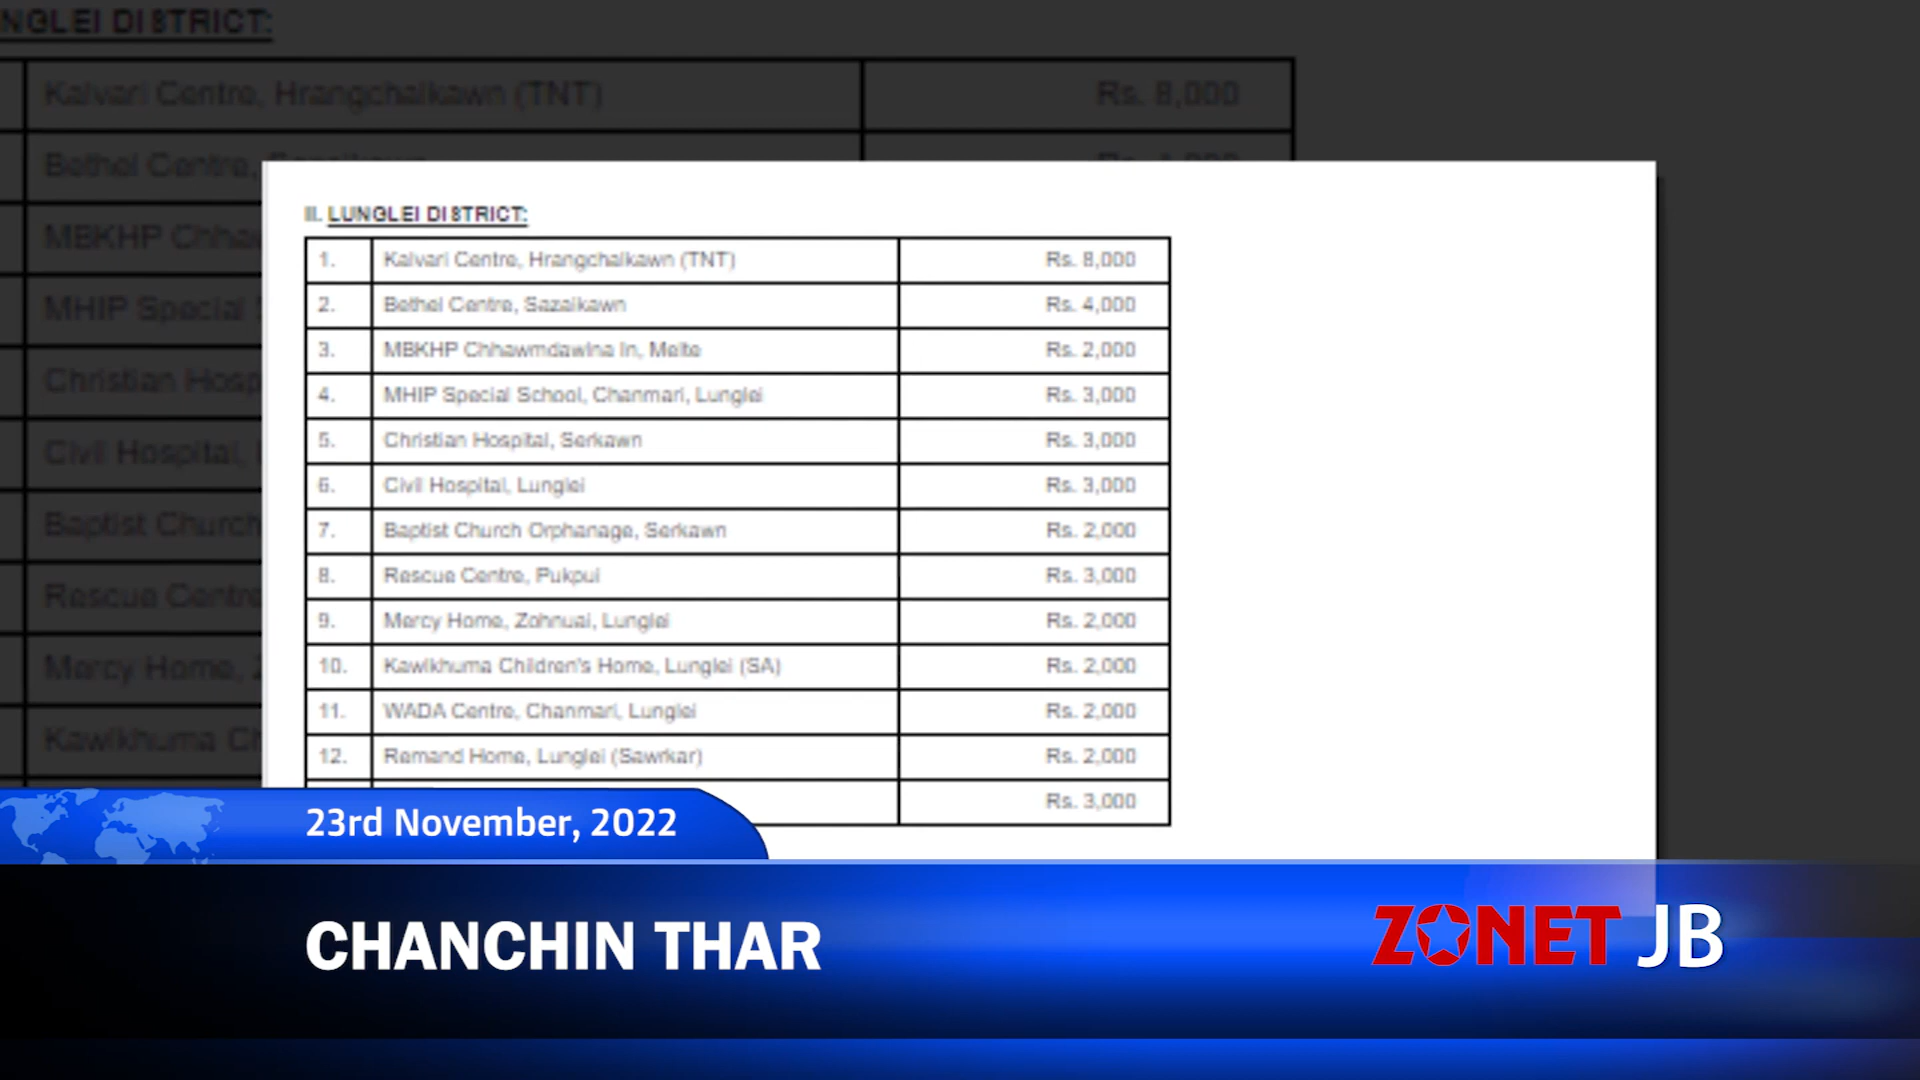 NGLEI DISTRICT:
Kalvari Centre, Hrangchalkawn (TNT) Rs. 8,000
Bethel Centre,
MBKHP Chhaw
MHIP Special
Christian Hosp
Civil Hospital,
Baptist Church
Rescue Centre
Mercy Home,
Kawikhuma Ch
II. LUNGLEI DISTRICT:
1. Kalvari Centre, Hrangchalkawn (TNT) Rs. 8,000
2. Bethel Centre, Sazaikawn Rs. 4,000
3. MBKHP Chhawmdawina In, Melte Rs. 2,000
4. MHIP Special School, Chanmari, Lunglei Rs. 3,000
5. Christian Hospital, Serkawn Rs. 3,000
6. Civil Hospital, Lunglei Rs. 3,000
7. Baptist Church Orphanage, Serkawn Rs. 2,000
8. Rescue Centre, Pukpui Rs. 3,000
9. Mercy Home, Zohnuai, Lunglei Rs. 2,000
10. Kawikhuma Children's Home, Lunglei (SA) Rs. 2,000
11. WADA Centre, Chanmari, Lunglei Rs. 2,000
12. Remand Home, Lunglei (Sawrkar) Rs. 2,000
Rs. 3,000
23rd November, 2022
CHANCHIN THAR
ZONET JB